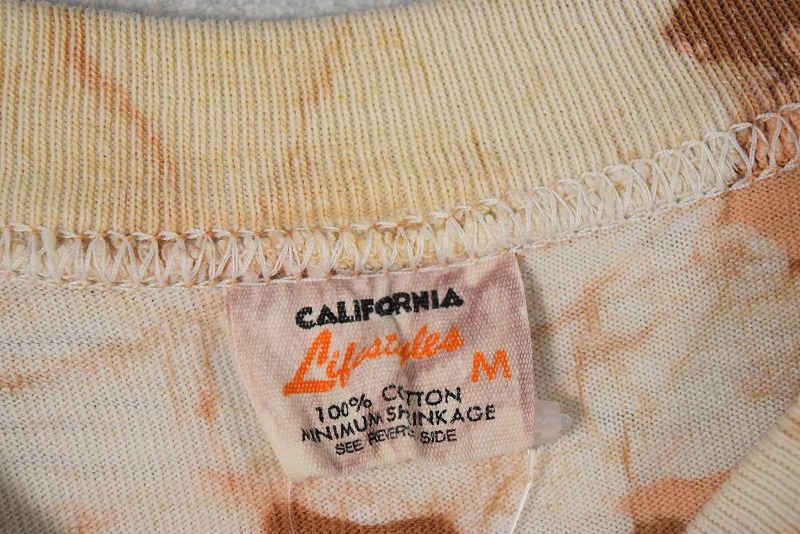 CALIFORNIA
Lifestyles
M
100% COTTON
MINIMUM SHRINKAGE
SEE REVERSE SIDE